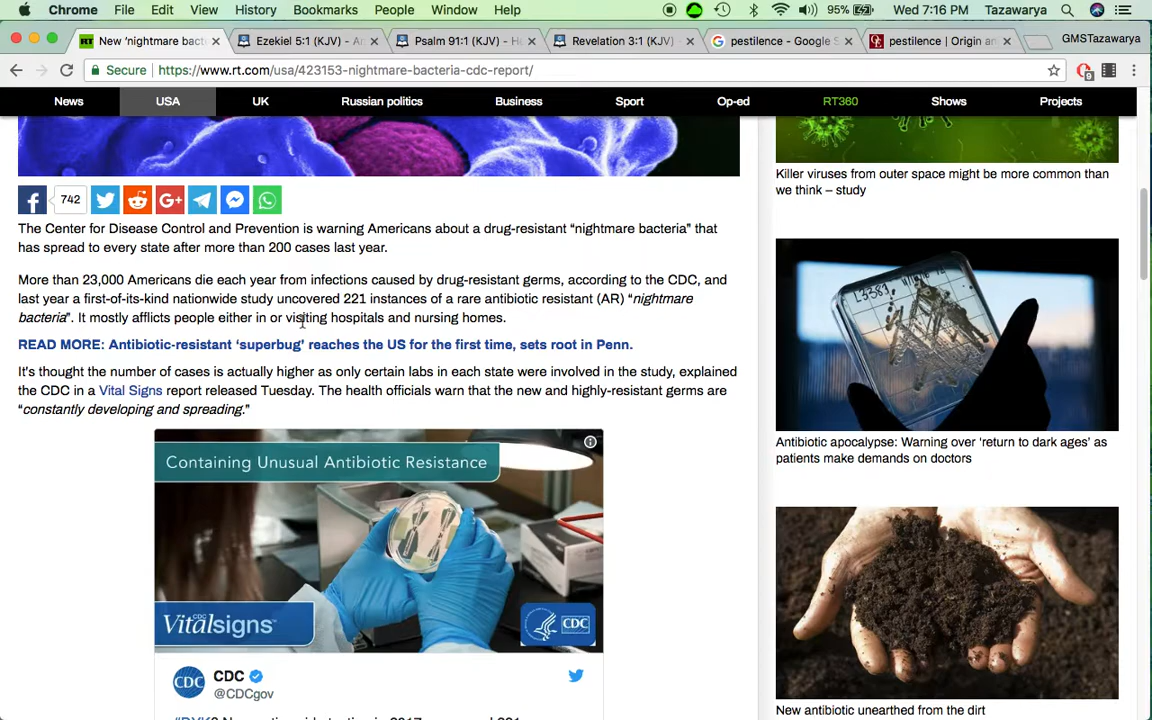 Chrome File Edit View History Bookmarks People Window Help 95% Wed 7:16 PM Tazawarya
New 'nightmare bact Ezekiel 5:1 (KJV) - An Psalm 91:1 (KJV) - He Revelation 3:1 (KJV) pestilence - Google S pestilence | Origin an GMSTazawarya
Secure https://www.rt.com/usa/423153-nightmare-bacteria-cdc-report/
News USA UK Russian politics Business Sport Op-ed RT360 Shows Projects
742
The Center for Disease Control and Prevention is warning Americans about a drug-resistant “nightmare bacteria” that
has spread to every state after more than 200 cases last year.
More than 23,000 Americans die each year from infections caused by drug-resistant germs, according to the CDC, and
last year a first-of-its-kind nationwide study uncovered 221 instances of a rare antibiotic resistant (AR) “nightmare
bacteria”. It mostly afflicts people either in or visiting hospitals and nursing homes.
READ MORE: Antibiotic-resistant ‘superbug’ reaches the US for the first time, sets root in Penn.
It's thought the number of cases is actually higher as only certain labs in each state were involved in the study, explained
the CDC in a Vital Signs report released Tuesday. The health officials warn that the new and highly-resistant germs are
“constantly developing and spreading.”
Containing Unusual Antibiotic Resistance
CDC
Vitalsigns™
CDC
CDC
CDC
@CDCgov
Killer viruses from outer space might be more common than
we think – study
L3383
Antibiotic apocalypse: Warning over ‘return to dark ages’ as
patients make demands on doctors
New antibiotic unearthed from the dirt